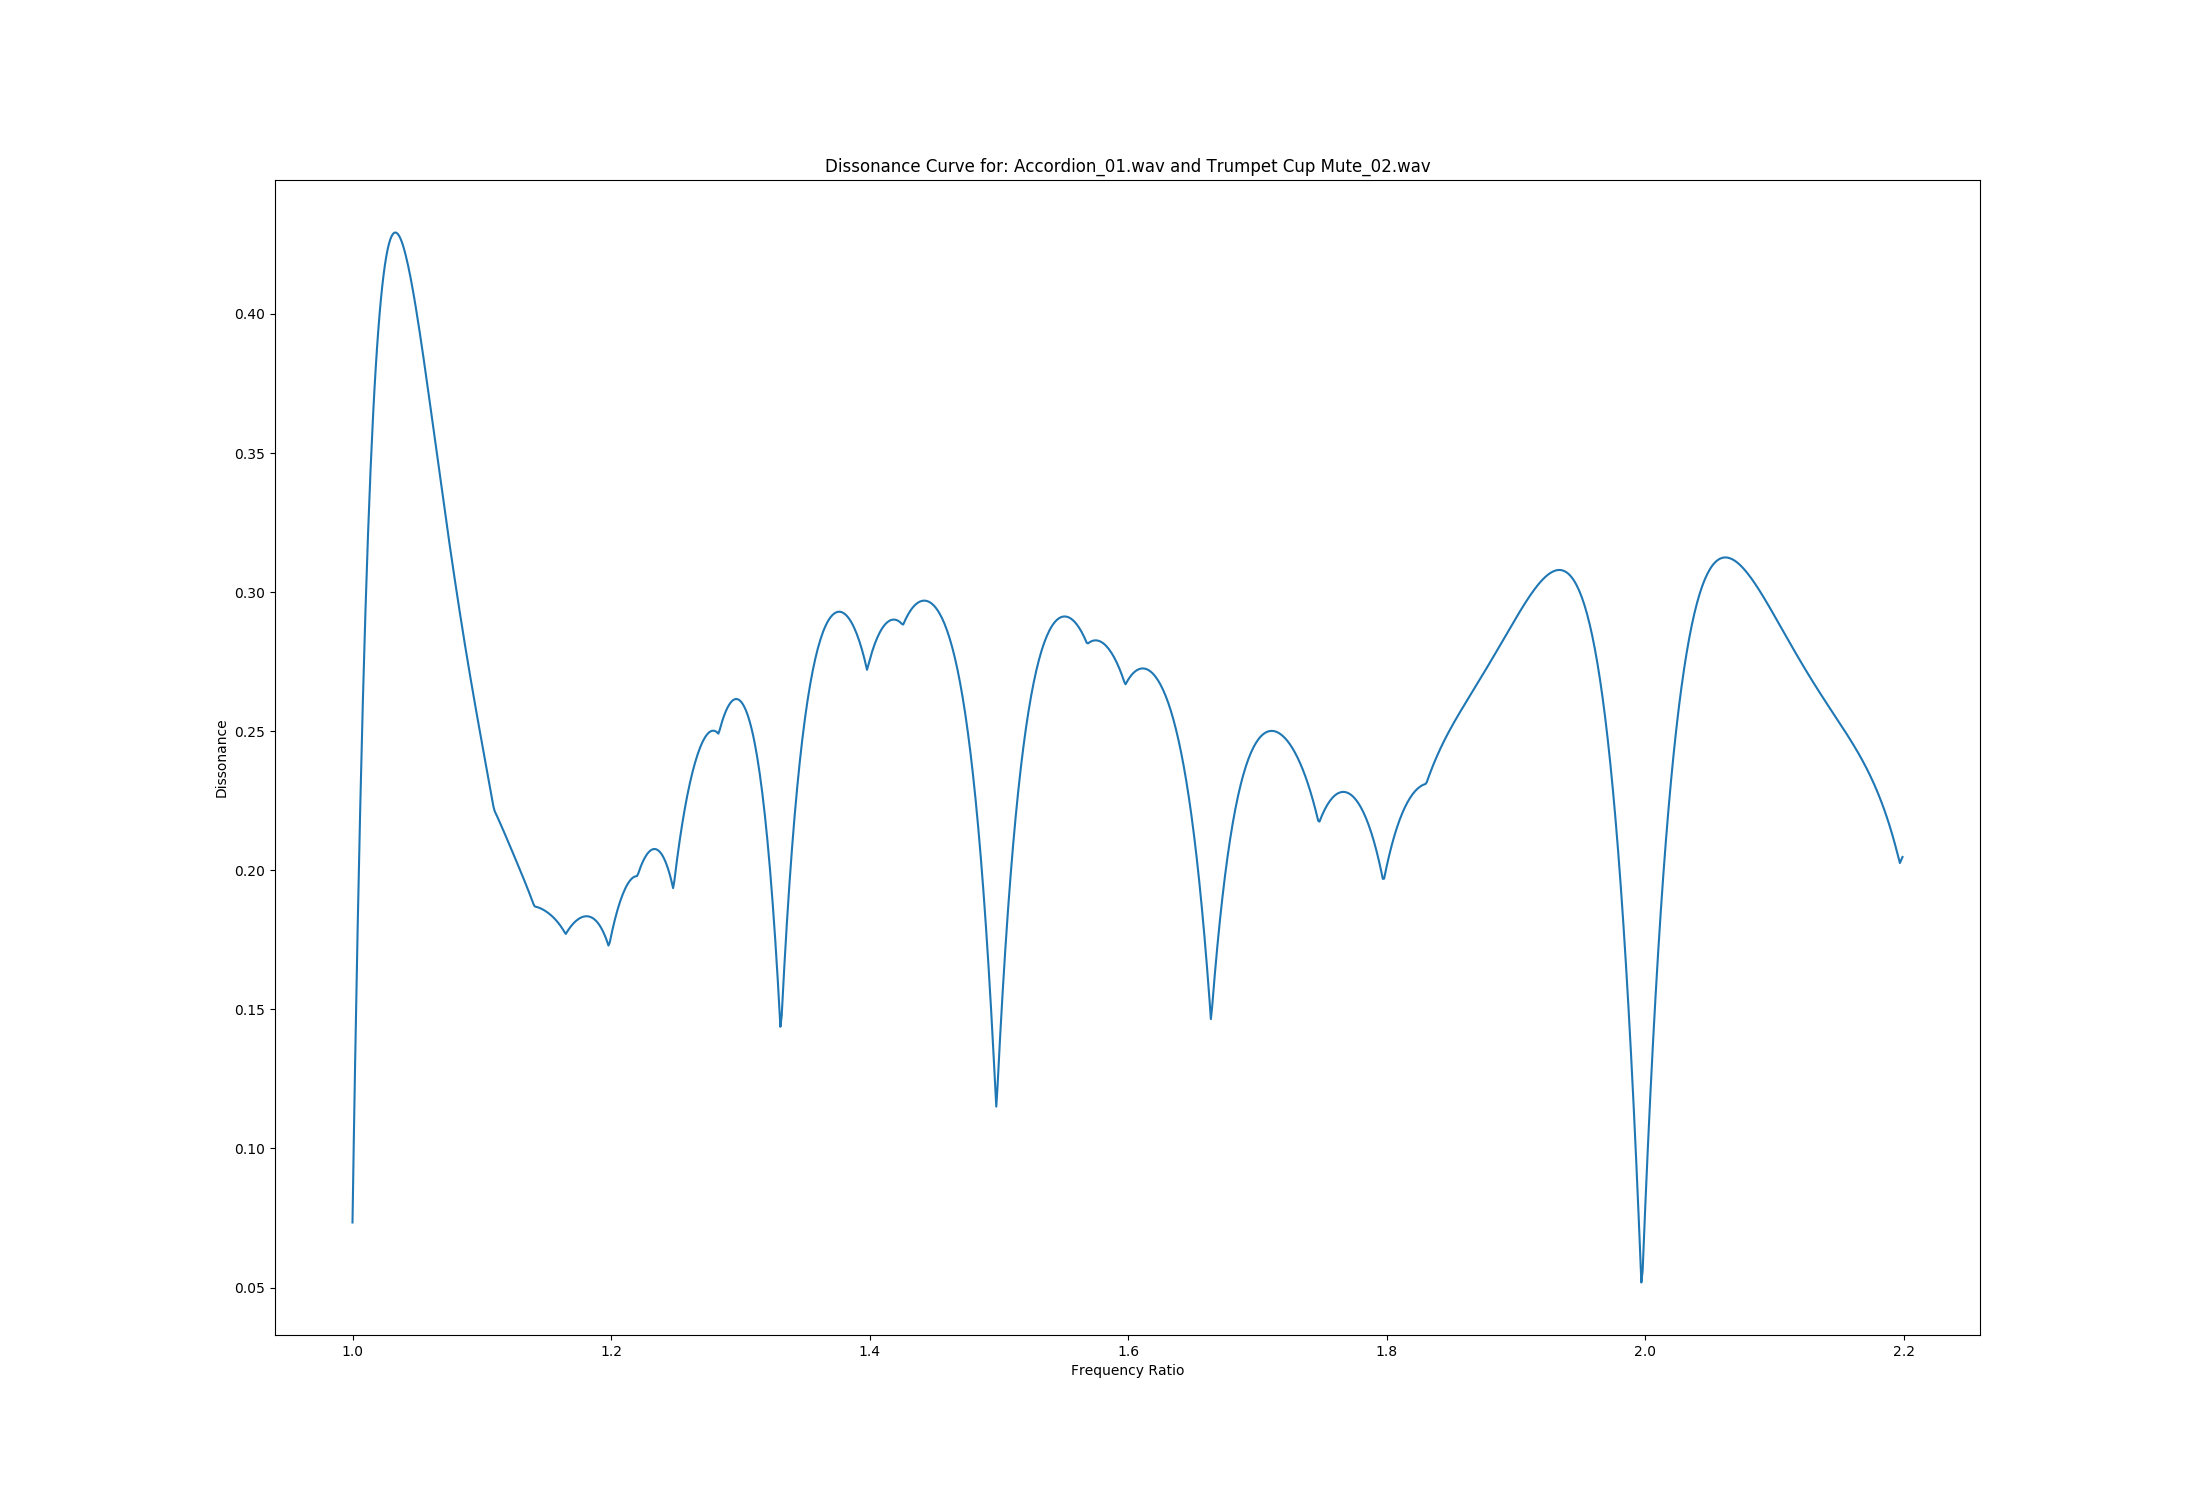 Dissonance Curve for: Accordion_01.wav and Trumpet Cup Mute_02.wav
0.40
0.35
0.30
0.25
0.20
0.15
0.10
0.05
Dissonance
1.0 1.2 1.4 1.6 1.8 2.0 2.2
Frequency Ratio